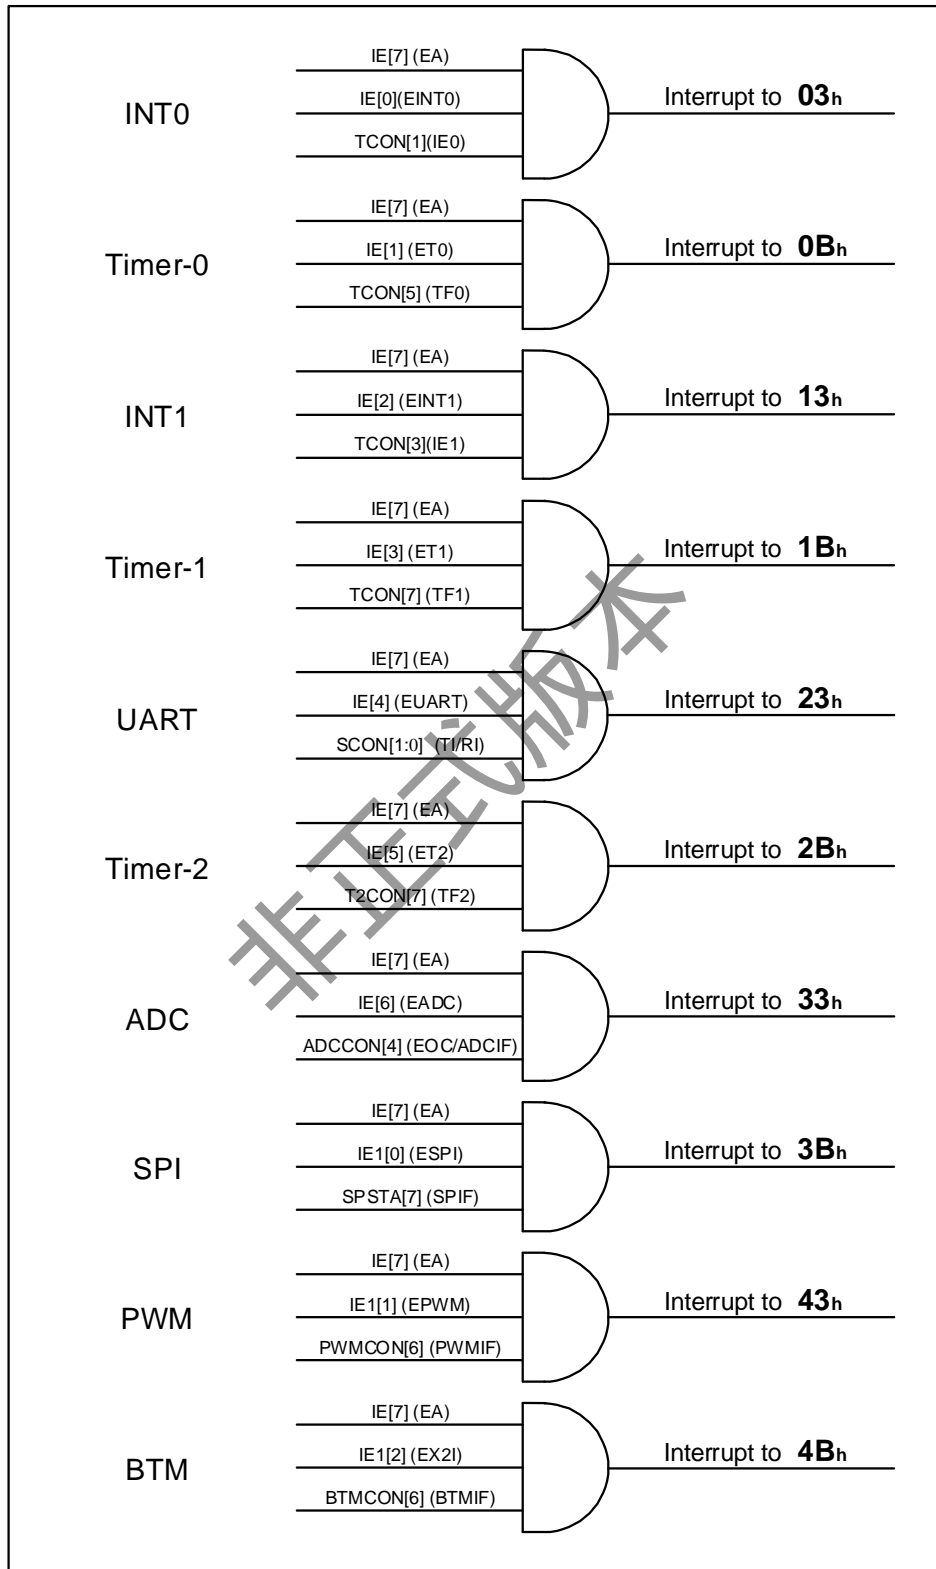 IE[7] (EA)
INT0
IE[0](EINT0)
Interrupt to 03h
TCON[1](IE0)
IE[7] (EA)
Timer-0
IE[1] (ET0)
Interrupt to 0Bh
TCON[5] (TF0)
IE[7] (EA)
INT1
IE[2] (EINT1)
Interrupt to 13h
TCON[3](IE1)
IE[7] (EA)
Timer-1
IE[3] (ET1)
Interrupt to 1Bh
TCON[7] (TF1)
IE[7] (EA)
UART
IE[4] (EUART)
Interrupt to 23h
SCON[1:0] (TI/RI)
IE[7] (EA)
Timer-2
IE[5] (ET2)
Interrupt to 2Bh
T2CON[7] (TF2)
IE[7] (EA)
ADC
IE[6] (EADC)
Interrupt to 33h
ADCCON[4] (EOC/ADCIF)
IE[7] (EA)
SPI
IE1[0] (ESPI)
Interrupt to 3Bh
SPSTA[7] (SPIF)
IE[7] (EA)
PWM
IE1[1] (EPWM)
Interrupt to 43h
PWMCON[6] (PWMIF)
IE[7] (EA)
BTM
IE1[2] (EX2I)
Interrupt to 4Bh
BTMCON[6] (BTMIF)
非正式版本